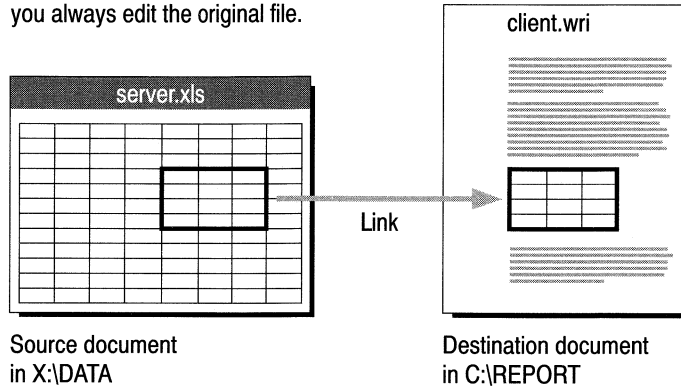 you always edit the original file.
client.wri
server.xls
Link
Source document
in X:\DATA
Destination document
in C:\REPORT